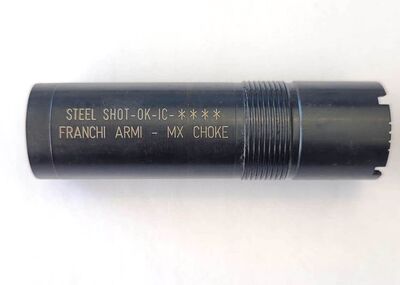 STEEL SHOT-OK-IC-****
FRANCHI ARMI - MX CHOKE